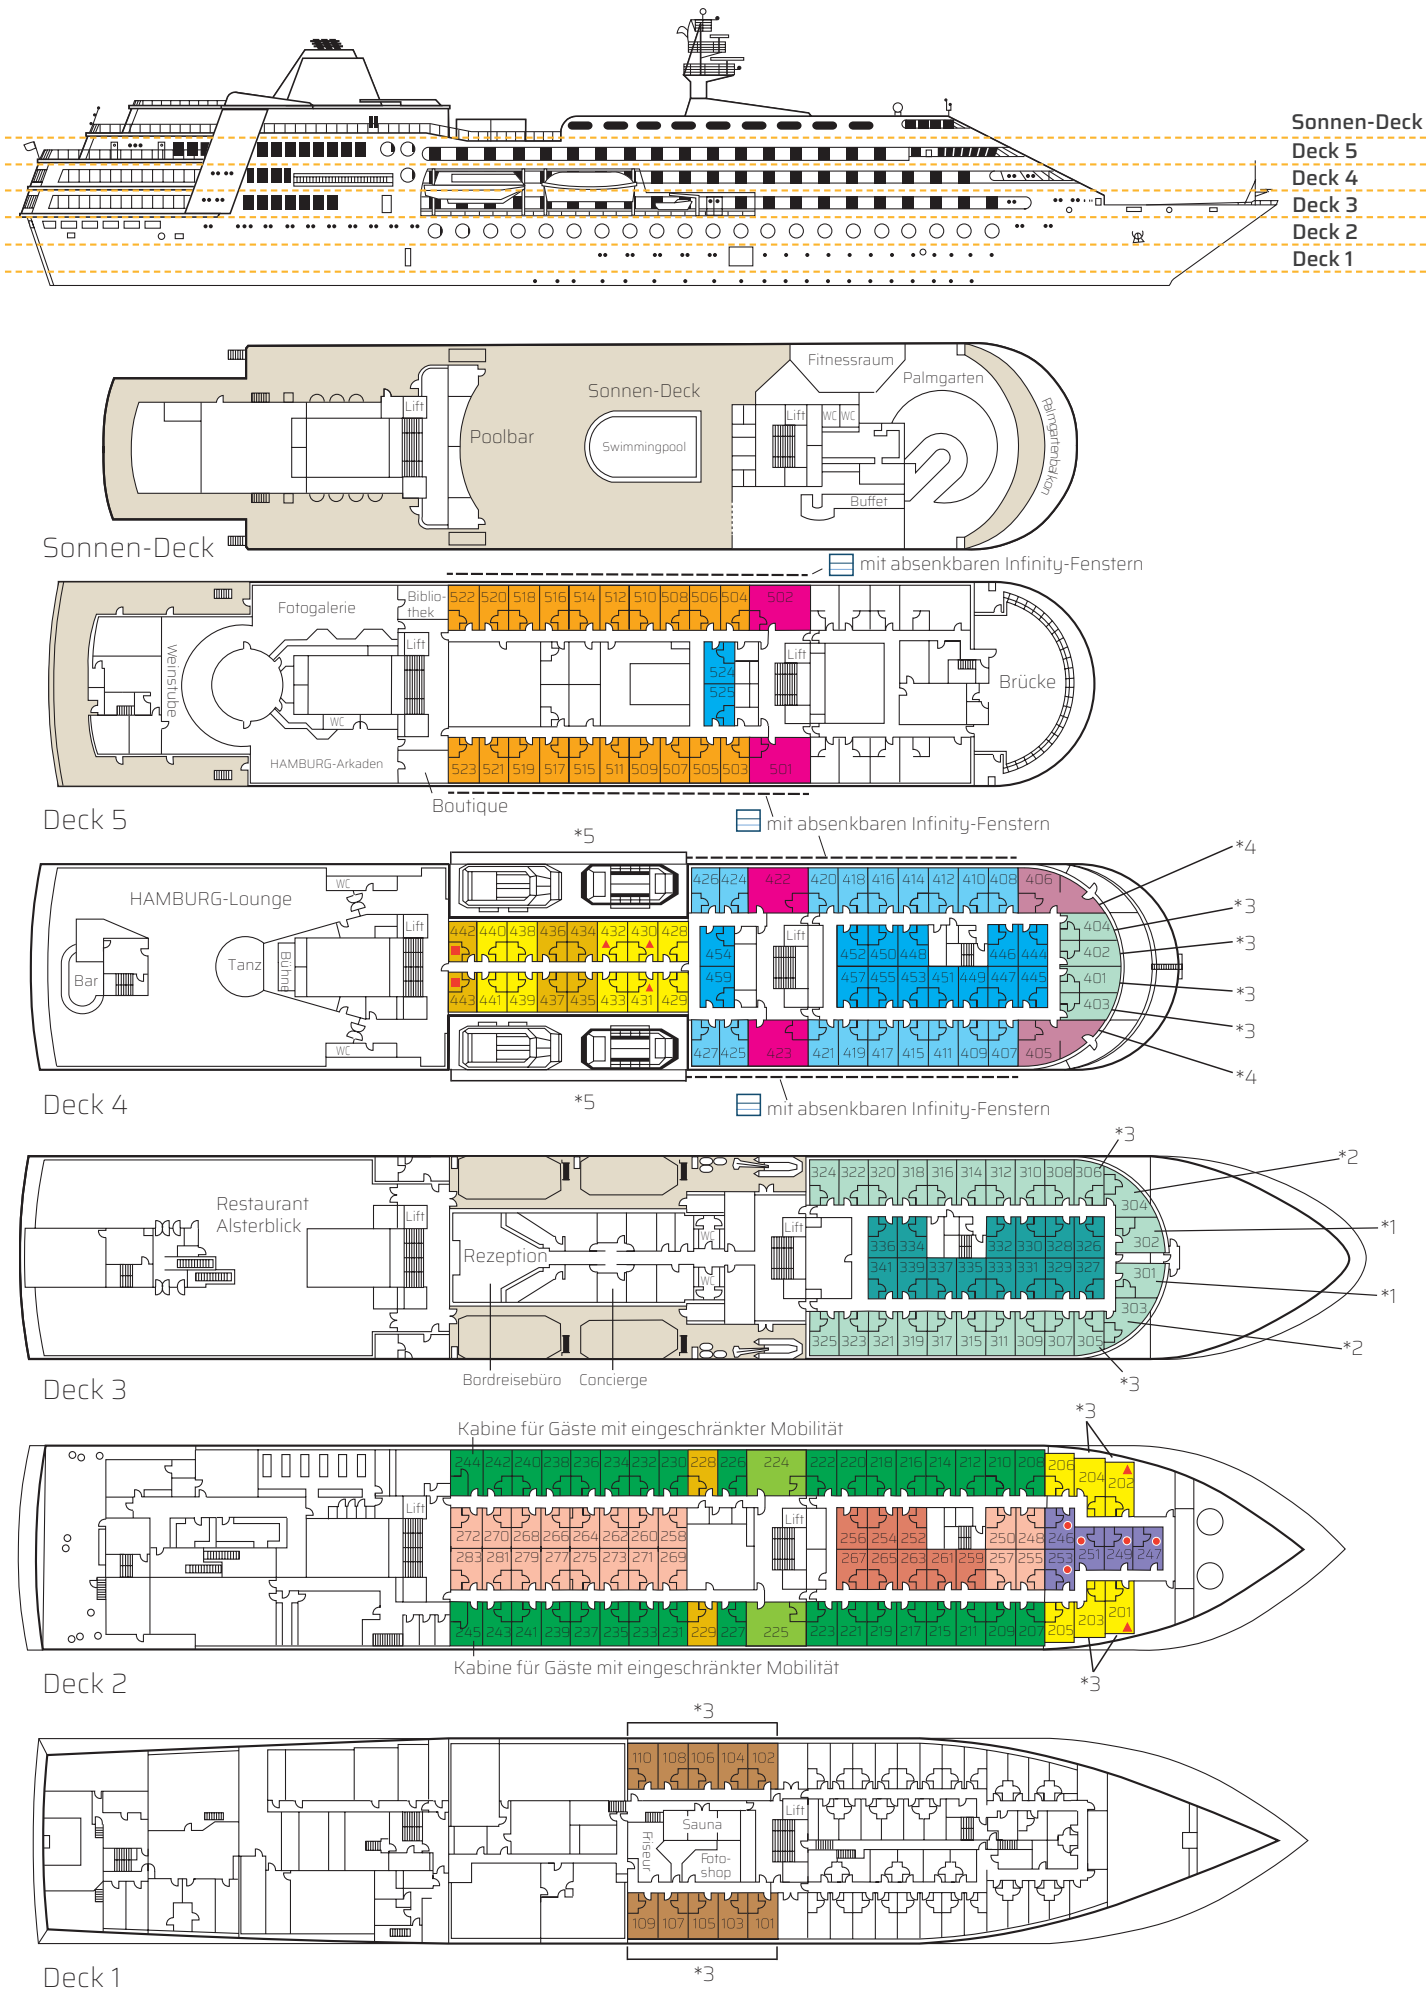 Sonnen-Deck
Deck 5
Deck 4
Deck 3
Deck 2
Deck 1
Fitnessraum
Palmgarten
Sonnen-Deck
Lift
Lift
WC WC
Palmgartenbalkon
Poolbar
Swimmingpool
Buffet
Sonnen-Deck
mit absenkbaren Infinity-Fenstern
Fotogalerie
Biblio-
thek
522 520 518 516 514 512 510 508 506 504 502
Lift
Lift
Weinstube
524
525
Brücke
WC
HAMBURG-Arkaden
523 521 519 517 515 511 509 507 505 503 501
Boutique
Deck 5
mit absenkbaren Infinity-Fenstern
*5
*4
WC
426 424 422 420 418 416 414 412 410 408 406
HAMBURG-Lounge
*3
Lift
442 440 438 436 434 432 430 428
Lift
404
*3
454 452 450 448 446 444
402
Tanz
Bühne
Bar
459 457 455 453 451 449 447 445
401
*3
443 441 439 437 435 433 431 429
403
*3
WC
427 425 423 421 419 417 415 411 409 407 405
*4
*5
Deck 4
mit absenkbaren Infinity-Fenstern
*3
*2
324 322 320 318 316 314 312 310 308 306
Restaurant
Alsterblick
304
Lift
Lift
WC
*1
302
336 334 332 330 328 326
Rezeption
341 339 337 335 333 331 329 327
301
WC
*1
303
325 323 321 319 317 315 311 309 307 305
*2
Bordreisebüro
Concierge
*3
Deck 3
*3
Kabine für Gäste mit eingeschränkter Mobilität
244 242 240 238 236 234 232 230 228 226 224 222 220 218 216 214 212 210 208 206 204 202
Lift
Lift
272 270 268 266 264 262 260 258 256 254 252 250 248 246
283 281 279 277 275 273 271 269 267 265 263 261 259 257 255 253 251 249 247
245 243 241 239 237 235 233 231 229 227 225 223 221 219 217 215 211 209 207 205 203 201
Kabine für Gäste mit eingeschränkter Mobilität
*3
Deck 2
*3
110 108 106 104 102
Lift
Sauna
Friseur
Foto-
shop
109 107 105 103 101
*3
Deck 1